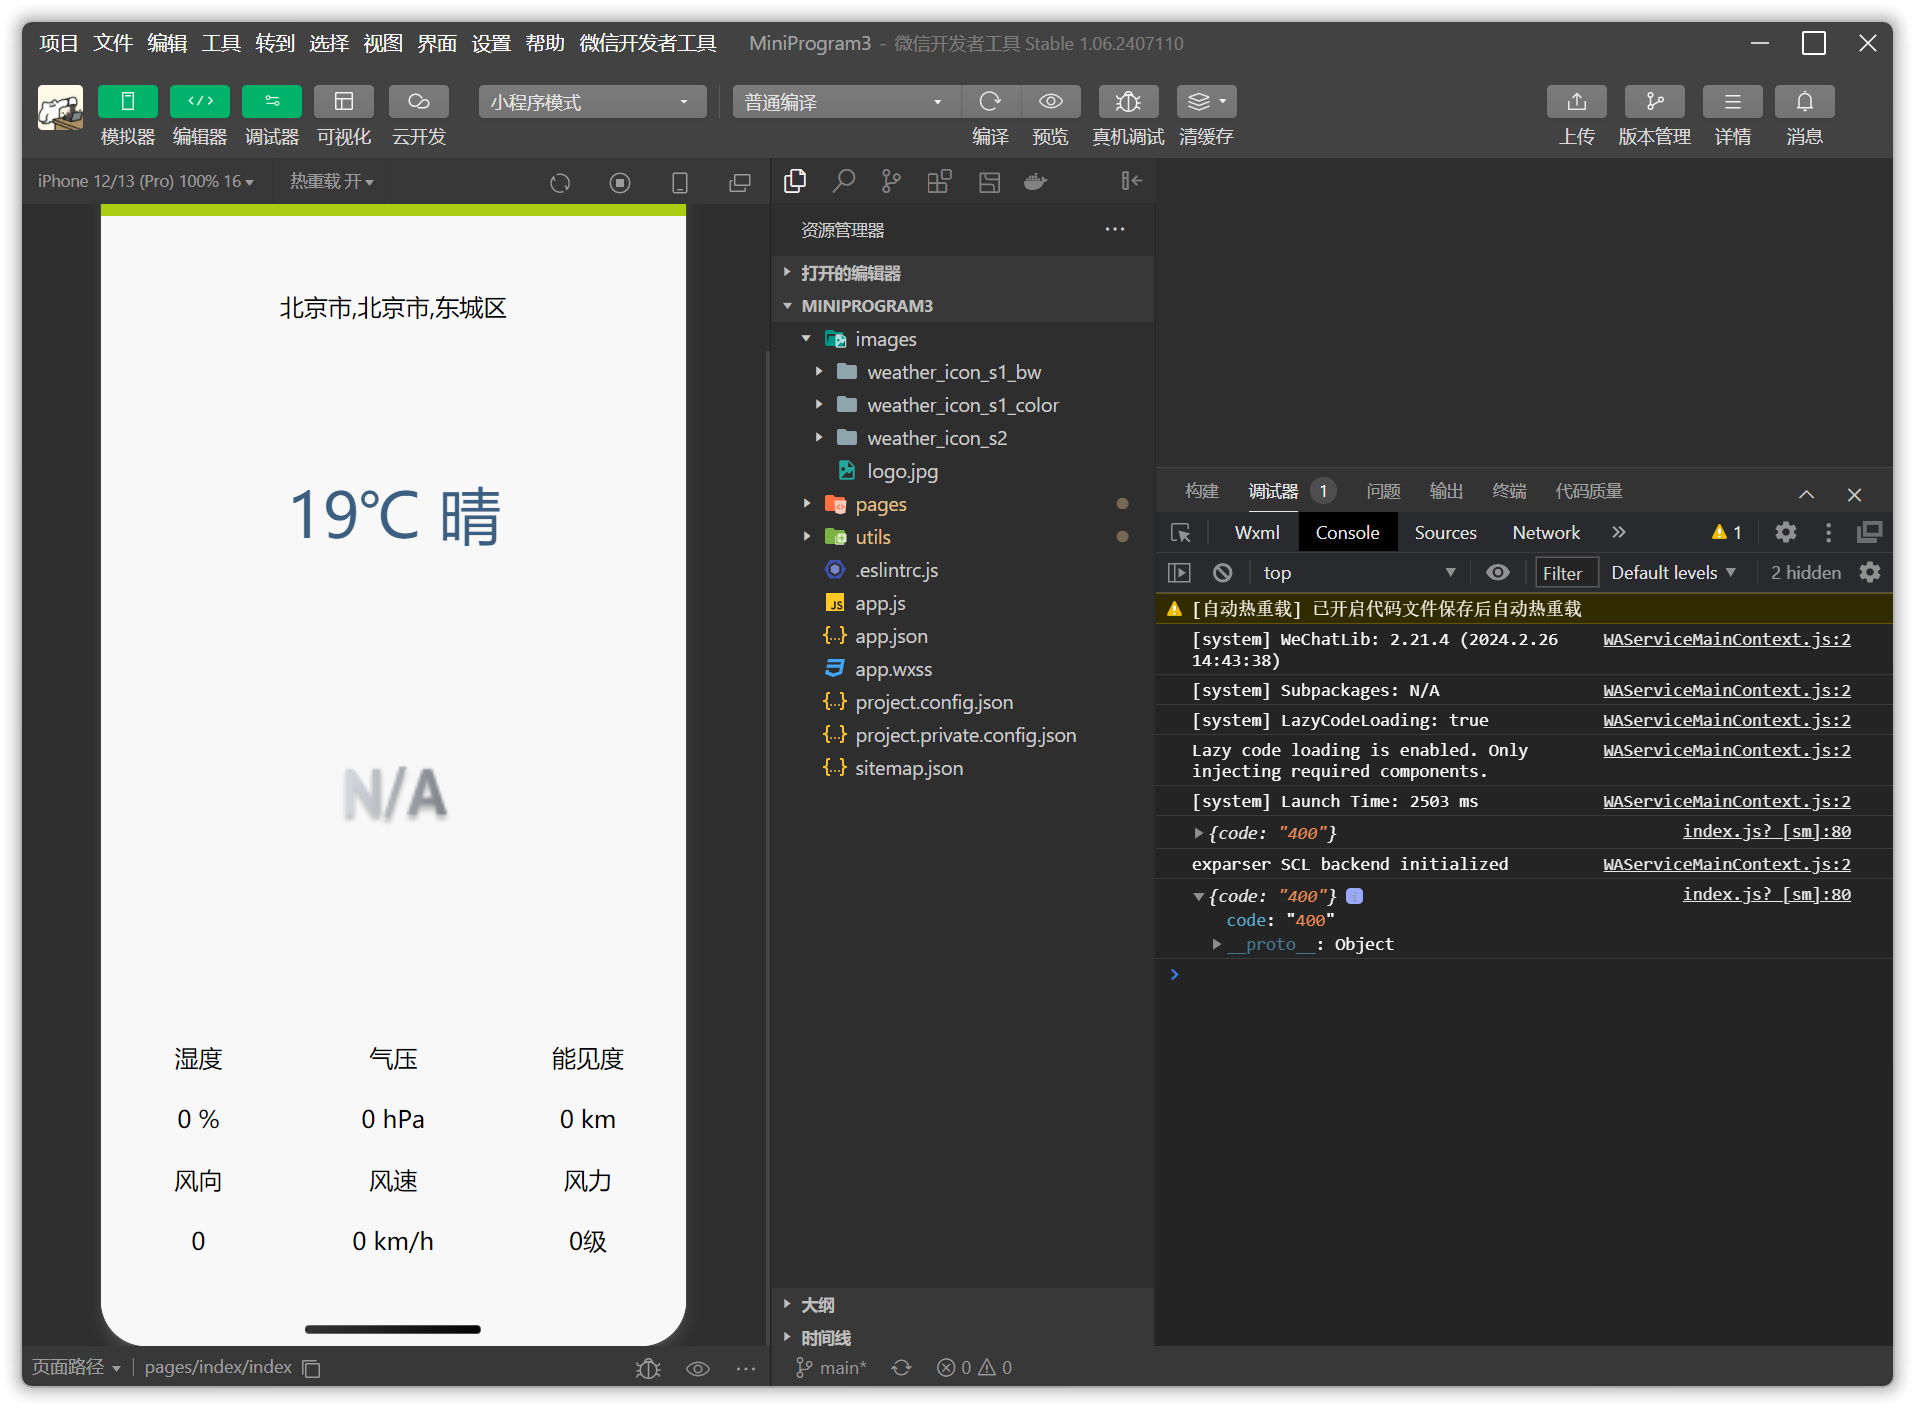 项目 文件 编辑 工具 转到 选择 视图 界面 设置 帮助 微信开发者工具 MiniProgram3 - 微信开发者工具 Stable 1.06.2407110
小程序模式 普通编译
模拟器 编辑器 调试器 可视化 云开发 编译 预览 真机调试 清缓存 上传 版本管理 详情 消息
iPhone 12/13 (Pro) 100% 16 热重载 开
北京市,北京市,东城区
19℃ 晴
N/A
湿度 气压 能见度
0 % 0 hPa 0 km
风向 风速 风力
0 0 km/h 0级
页面路径 pages/index/index
资源管理器
打开的编辑器
MINIPROGRAM3
images
weather_icon_s1_bw
weather_icon_s1_color
weather_icon_s2
logo.jpg
pages
utils
.eslintrc.js
JS app.js
{..} app.json
app.wxss
{..} project.config.json
{..} project.private.config.json
{..} sitemap.json
大纲
时间线
main* 0 0
构建 调试器 1 问题 输出 终端 代码质量
Wxml Console Sources Network 1
top Filter Default levels 2 hidden
[自动热重载] 已开启代码文件保存后自动热重载
[system] WeChatLib: 2.21.4 (2024.2.26 WAServiceMainContext.js:2
14:43:38)
[system] Subpackages: N/A WAServiceMainContext.js:2
[system] LazyCodeLoading: true WAServiceMainContext.js:2
Lazy code loading is enabled. Only WAServiceMainContext.js:2
injecting required components.
[system] Launch Time: 2503 ms WAServiceMainContext.js:2
{code: "400"} index.js? [sm]:80
exparser SCL backend initialized WAServiceMainContext.js:2
{code: "400"} index.js? [sm]:80
code: "400"
__proto__: Object